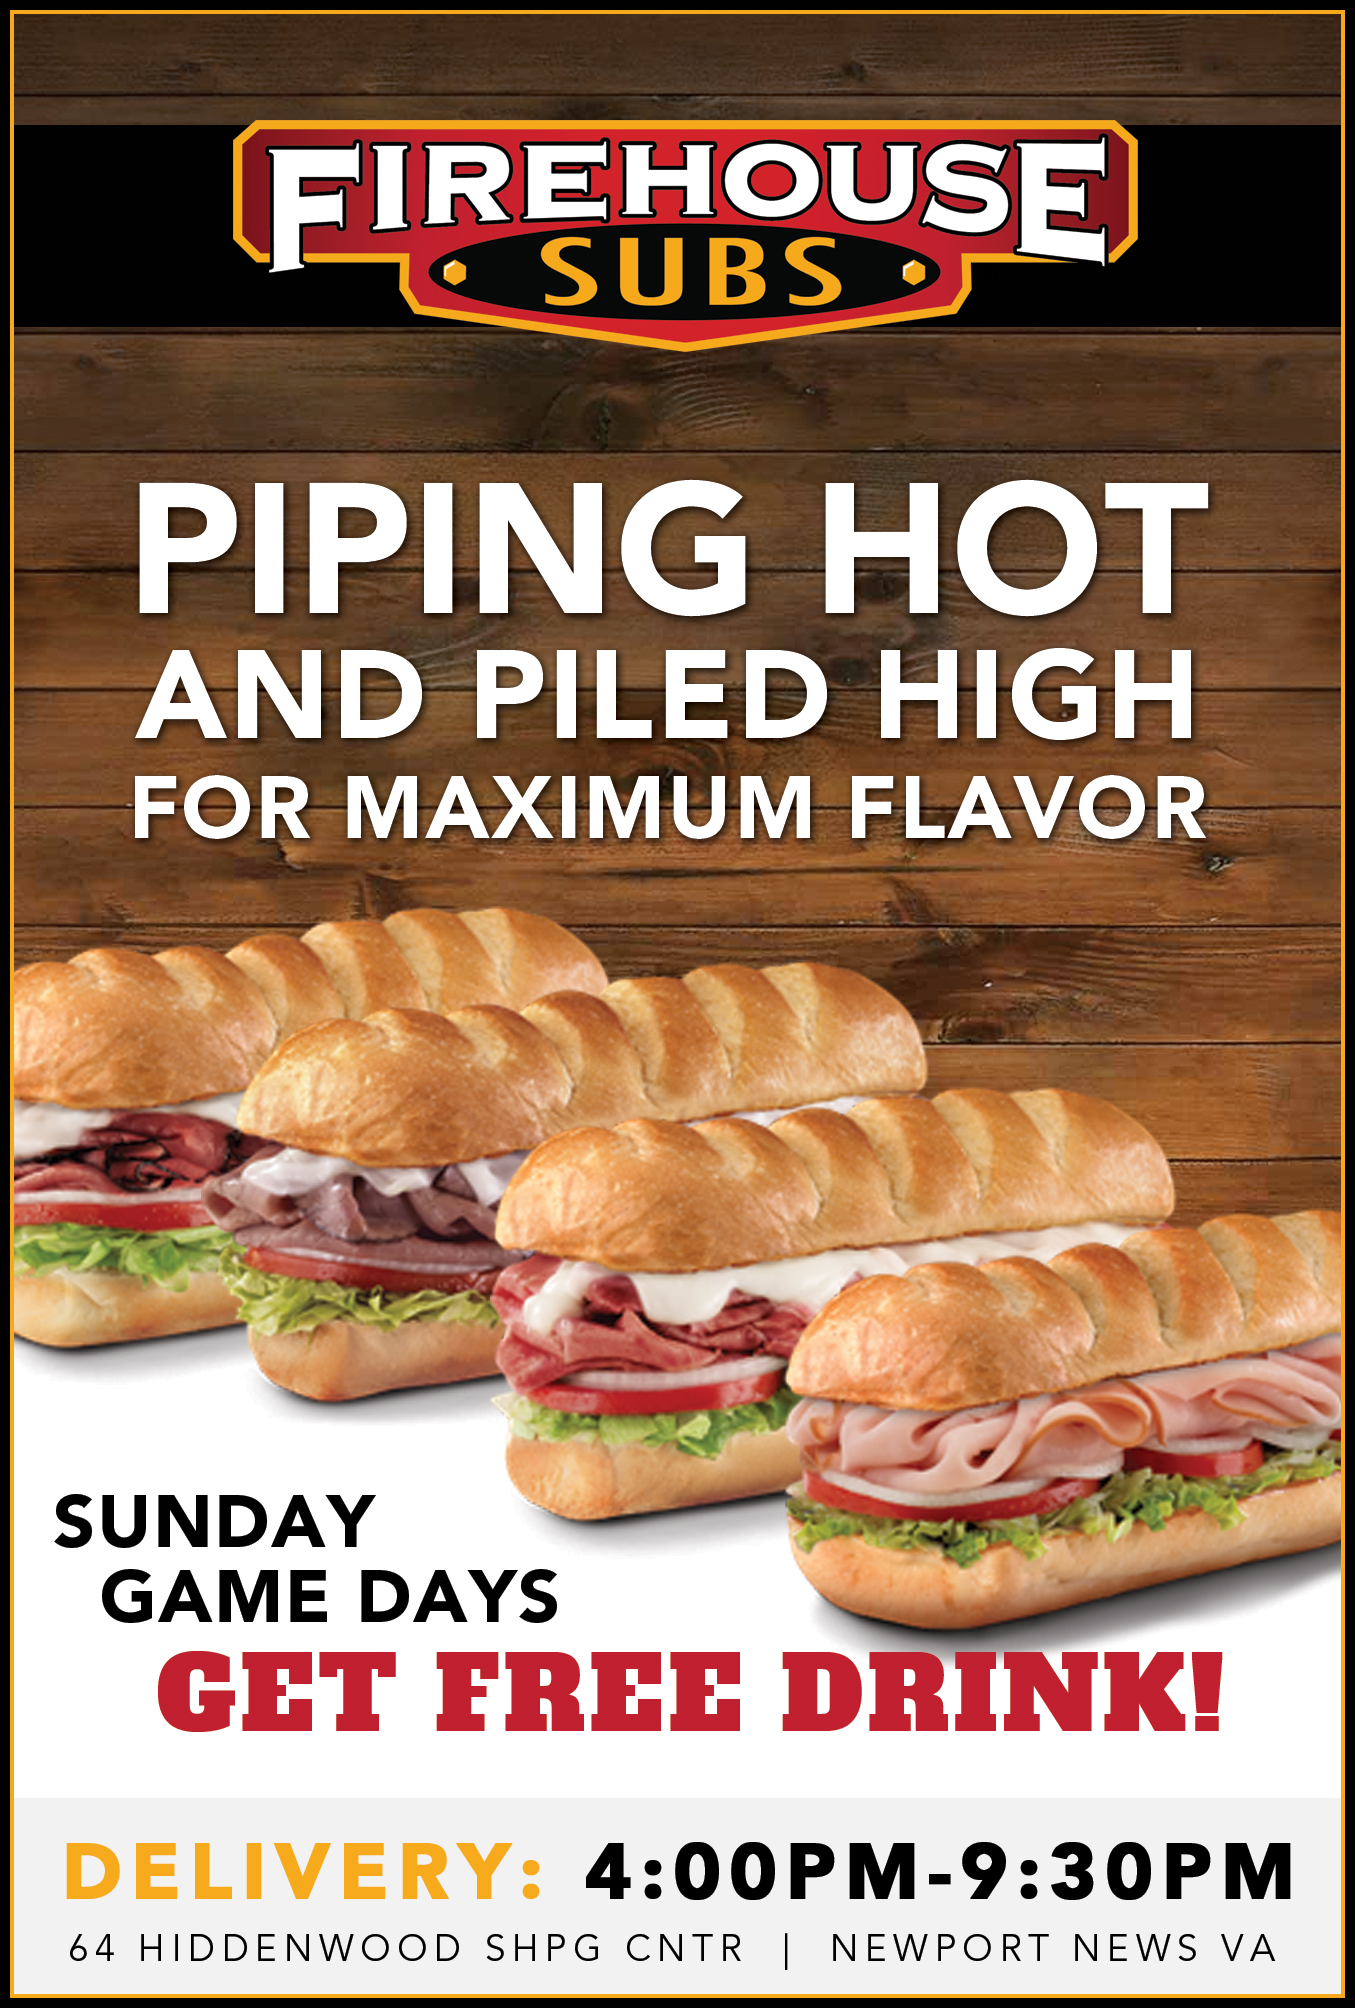 FIREHOUSE
SUBS
PIPING HOT
AND PILED HIGH
FOR MAXIMUM FLAVOR
SUNDAY
GAME DAYS
GET FREE DRINK!
DELIVERY: 4:00PM-9:30PM
64 HIDDENWOOD SHPG CNTR | NEWPORT NEWS VA